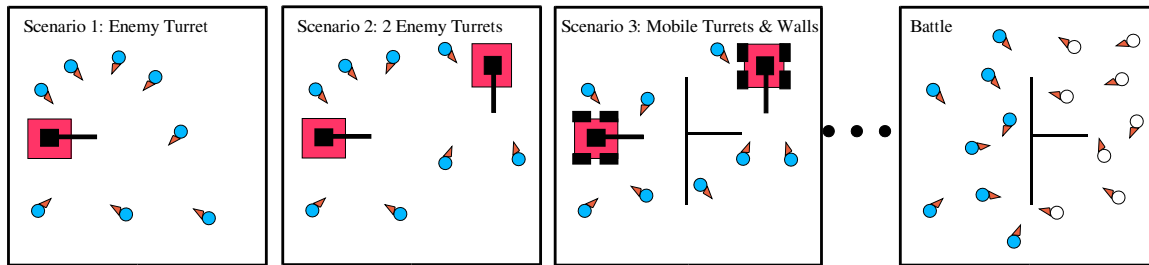 Scenario 1: Enemy Turret
Scenario 2: 2 Enemy Turrets
Scenario 3: Mobile Turrets & Walls
Battle